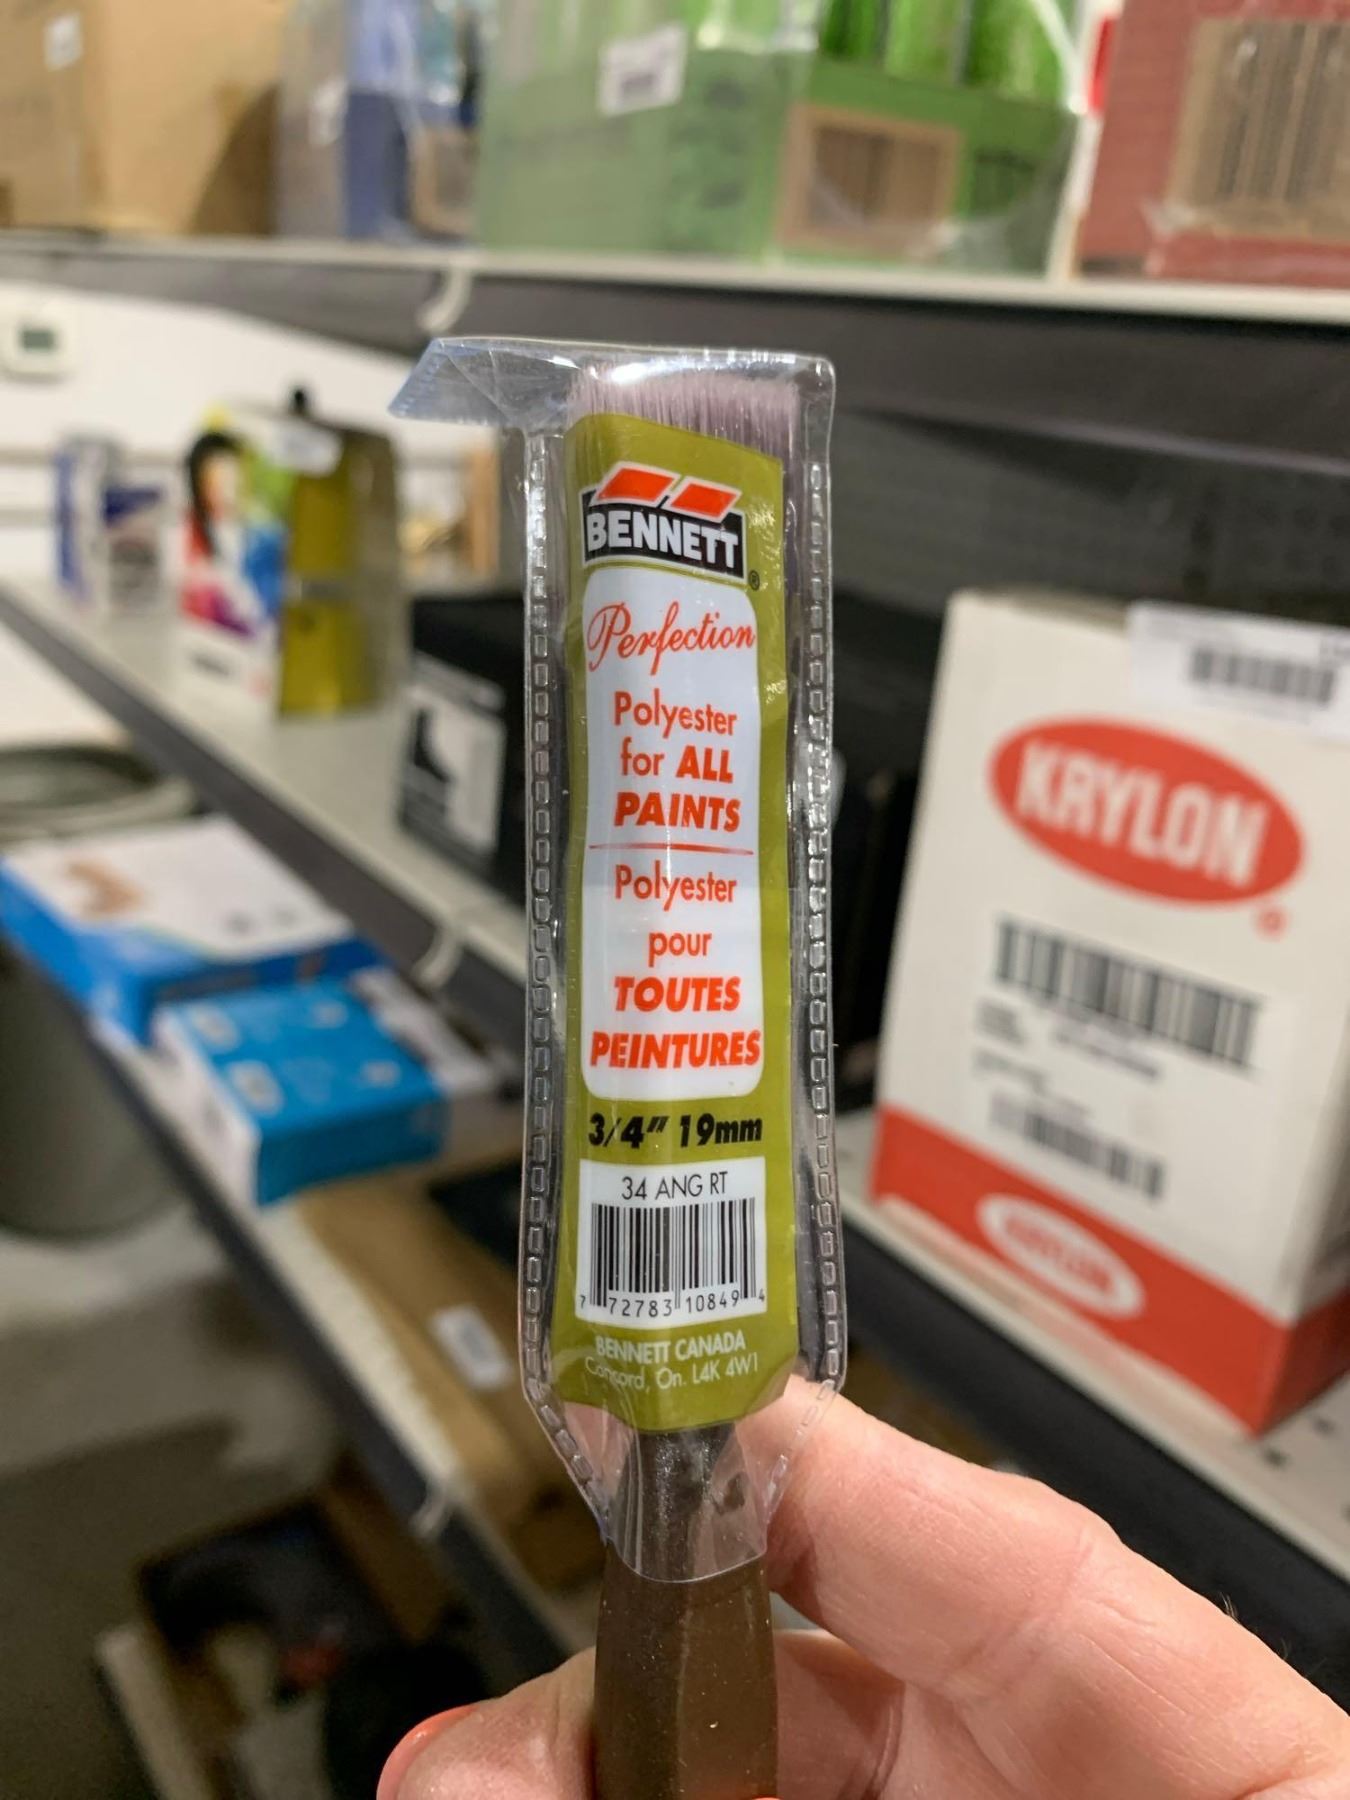 BENNETT
®
Perfection
Polyester
for ALL
PAINTS
Polyester
pour
TOUTES
PEINTURES
3/4" 19mm
34 ANG RT
7 72783 10849 4
BENNETT CANADA
Concord, On. L4K 4W1
KRYLON
KRYLON